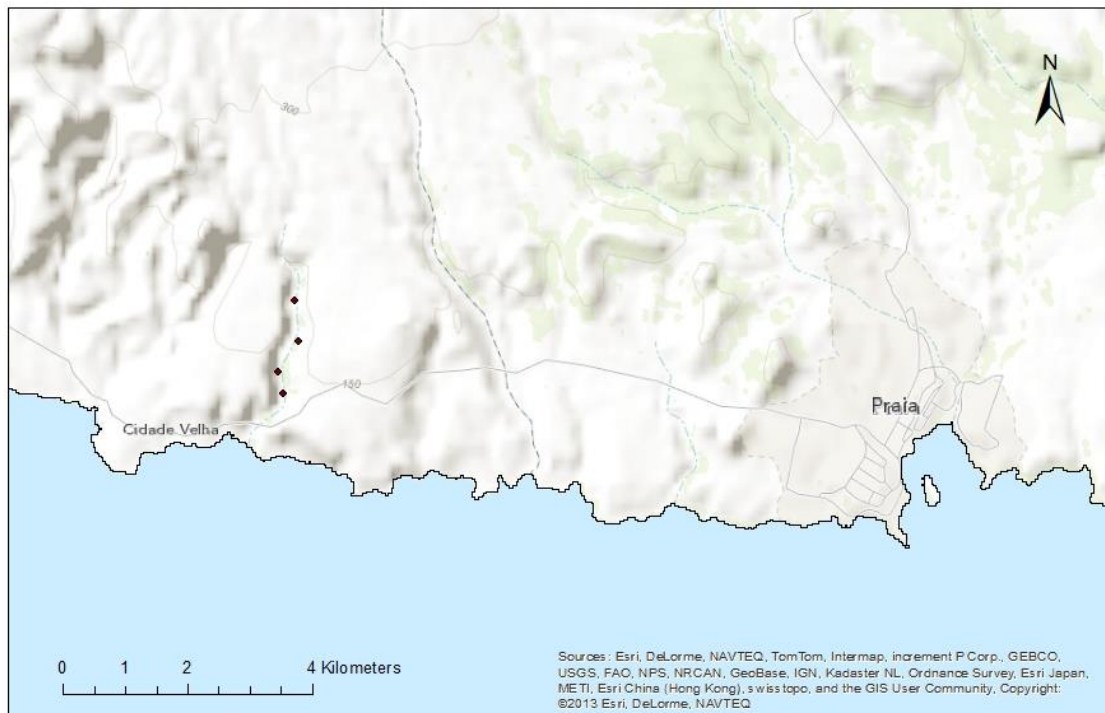 N
300
150
Cidade Velha
Praia
0 1 2 4 Kilometers
Sources: Esri, DeLorme, NAVTEQ, TomTom, Intermap, increment P Corp., GEBCO,
USGS, FAO, NPS, NRCAN, GeoBase, IGN, Kadaster NL, Ordnance Survey, Esri Japan,
METI, Esri China (Hong Kong), swisstopo, and the GIS User Community, Copyright:
©2013 Esri, DeLorme, NAVTEQ